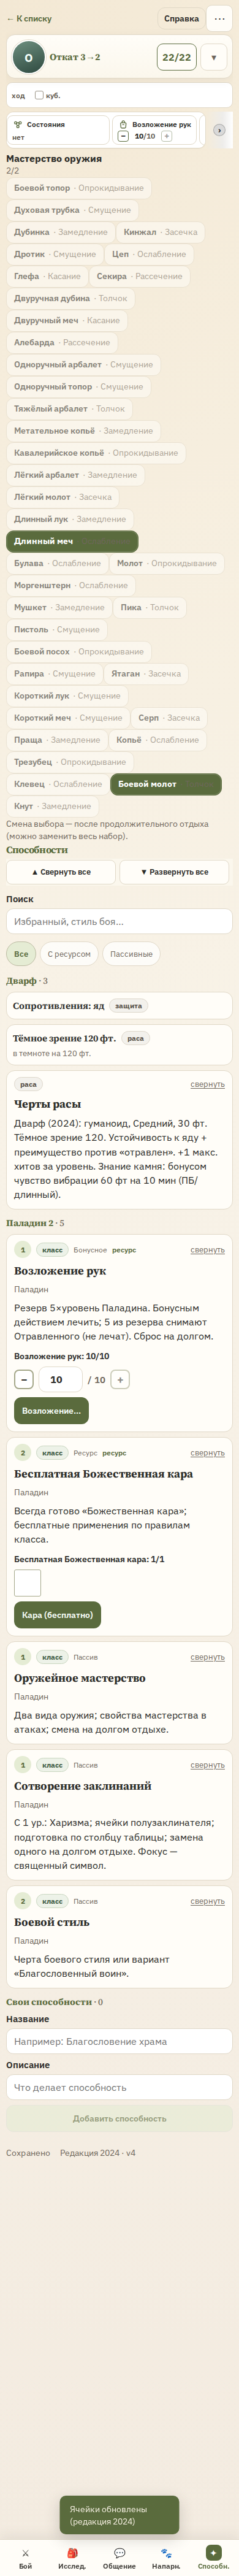 ← К списку
Справка
⋯
О
Откат 3→2
22/22
▾
ход
куб.
Состояния
нет
Возложение рук
− 10/10 +
›
Мастерство оружия
2/2
Боевой топор · Опрокидывание
Духовая трубка · Смущение
Дубинка · Замедление
Кинжал · Засечка
Дротик · Смущение
Цеп · Ослабление
Глефа · Касание
Секира · Рассечение
Двуручная дубина · Толчок
Двуручный меч · Касание
Алебарда · Рассечение
Одноручный арбалет · Смущение
Одноручный топор · Смущение
Тяжёлый арбалет · Толчок
Метательное копьё · Замедление
Кавалерийское копьё · Опрокидывание
Лёгкий арбалет · Замедление
Лёгкий молот · Засечка
Длинный лук · Замедление
Длинный меч
Булава · Ослабление
Молот · Опрокидывание
Моргенштерн · Ослабление
Мушкет · Замедление
Пика · Толчок
Пистоль · Смущение
Боевой посох · Опрокидывание
Рапира · Смущение
Ятаган · Засечка
Короткий лук · Смущение
Короткий меч · Смущение
Серп · Засечка
Праща · Замедление
Копьё · Ослабление
Трезубец · Опрокидывание
Клевец · Ослабление
Боевой молот
Кнут · Замедление
Смена выбора — после продолжительного отдыха
(можно заменить весь набор).
Способности
▲ Свернуть все
▼ Развернуть все
Поиск
Избранный, стиль боя...
Все
С ресурсом
Пассивные
Дварф · 3
Сопротивления: яд защита
Тёмное зрение 120 фт. раса
в темноте на 120 фт.
раса
свернуть
Черты расы
Дварф (2024): гуманоид, Средний, 30 фт.
Тёмное зрение 120. Устойчивость к яду +
преимущество против «отравлен». +1 макс.
хитов за уровень. Знание камня: бонусом
чувство вибрации 60 фт на 10 мин (ПБ/
длинный).
Паладин 2 · 5
1 класс Бонусное ресурс
свернуть
Возложение рук
Паладин
Резерв 5×уровень Паладина. Бонусным
действием лечить; 5 из резерва снимают
Отравленного (не лечат). Сброс на долгом.
Возложение рук: 10/10
− 10 / 10 +
Возложение...
2 класс Ресурс ресурс
свернуть
Бесплатная Божественная кара
Паладин
Всегда готово «Божественная кара»;
бесплатные применения по правилам
класса.
Бесплатная Божественная кара: 1/1
Кара (бесплатно)
1 класс Пассив
свернуть
Оружейное мастерство
Паладин
Два вида оружия; свойства мастерства в
атаках; смена на долгом отдыхе.
1 класс Пассив
свернуть
Сотворение заклинаний
Паладин
С 1 ур.: Харизма; ячейки полузаклинателя;
подготовка по столбцу таблицы; замена
одного на долгом отдыхе. Фокус —
священный символ.
2 класс Пассив
свернуть
Боевой стиль
Паладин
Черта боевого стиля или вариант
«Благословенный воин».
Свои способности · 0
Название
Например: Благословение храма
Описание
Что делает способность
Добавить способность
Сохранено Редакция 2024 · v4
Ячейки обновлены
(редакция 2024)
Бой
Исслед.
Общение
Напарн.
Способн.